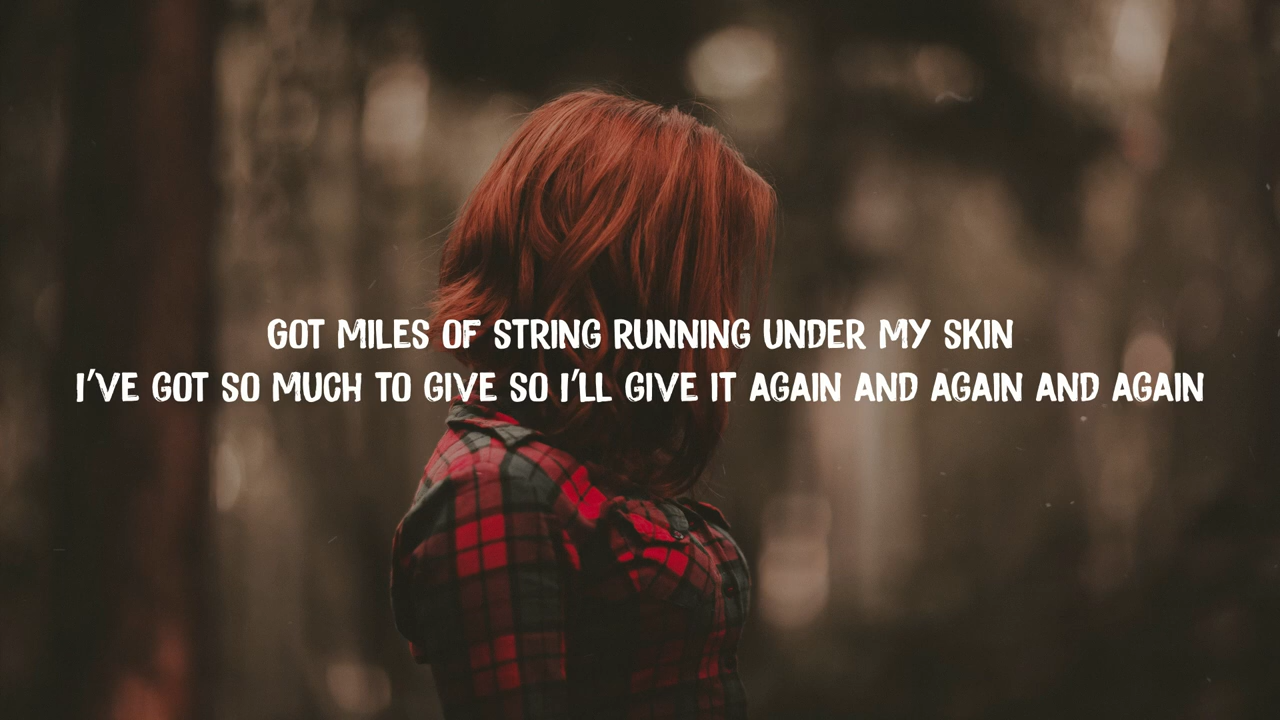 GOT MILES OF STRING RUNNING UNDER MY SKIN
I'VE GOT SO MUCH TO GIVE SO I'LL GIVE IT AGAIN AND AGAIN AND AGAIN